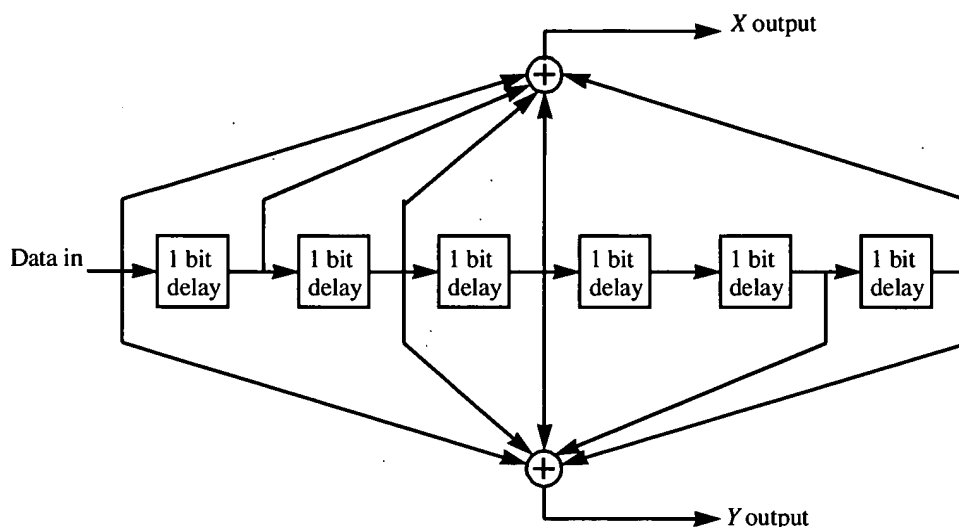 X output
Data in
1 bit
delay
1 bit
delay
1 bit
delay
1 bit
delay
1 bit
delay
1 bit
delay
Y output